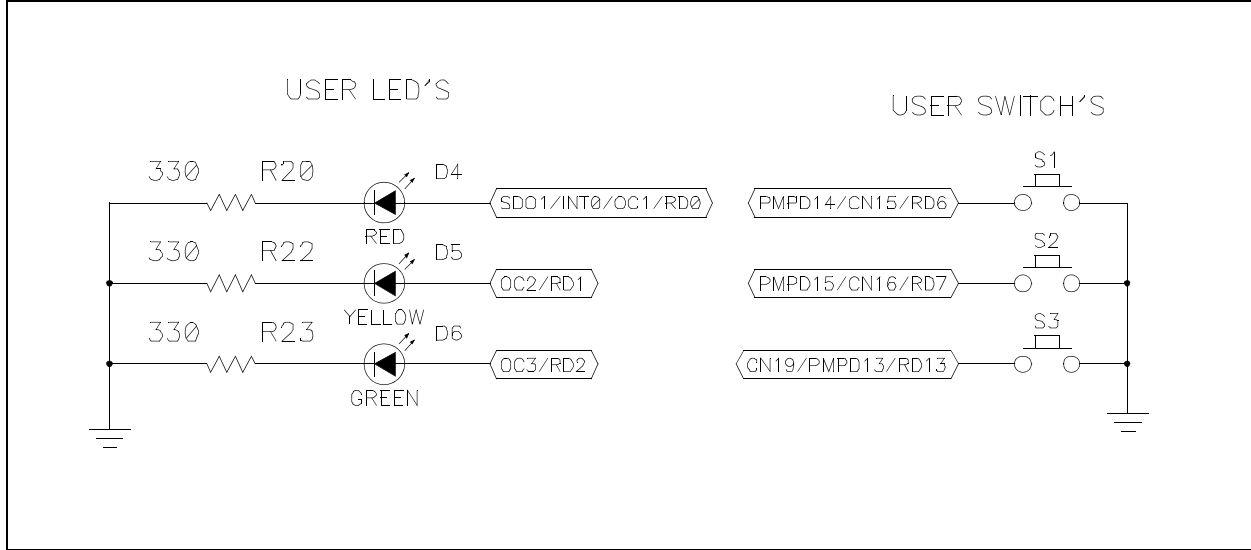 USER LED'S
330 R20 D4
RED
SDO1/INT0/OC1/RD0
330 R22 D5
YELLOW
OC2/RD1
330 R23 D6
GREEN
OC3/RD2
USER SWITCH'S
S1
PMPD14/CN15/RD6
S2
PMPD15/CN16/RD7
S3
CN19/PMPD13/RD13